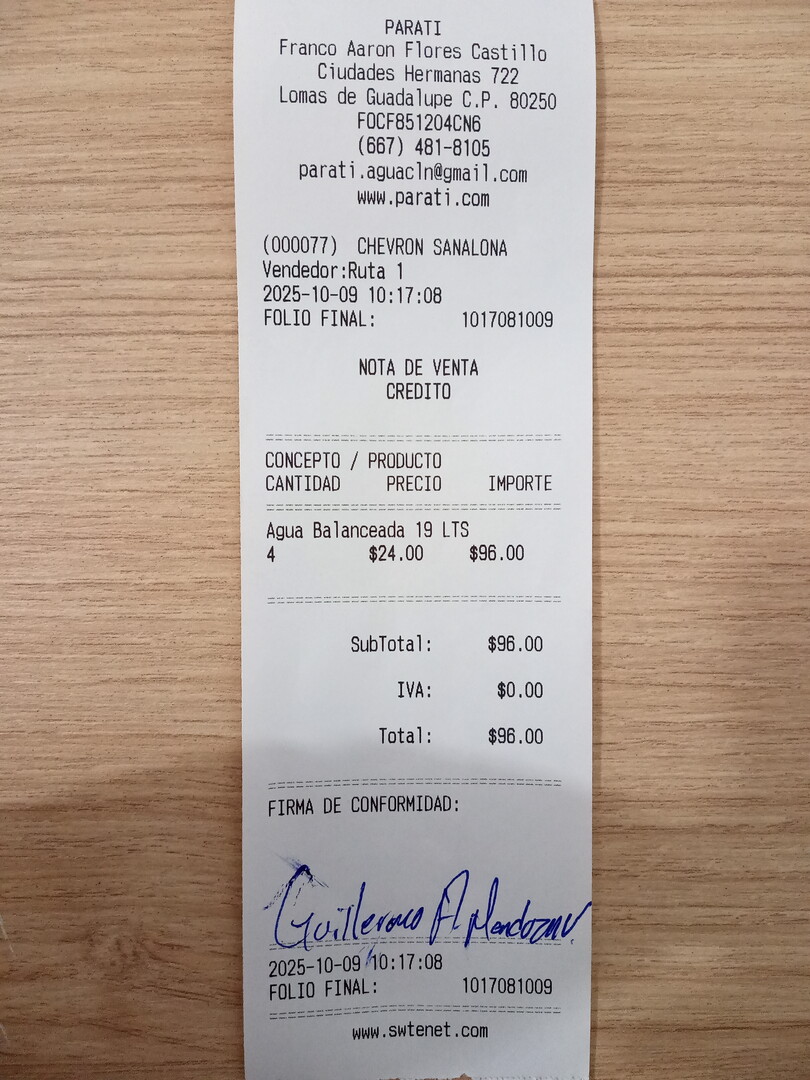 PARATI
Franco Aaron Flores Castillo
Ciudades Hermanas 722
Lomas de Guadalupe C.P. 80250
FOCF851204CN6
(667) 481-8105
parati.aguacln@gmail.com
www.parati.com
(000077) CHEVRON SANALONA
Vendedor:Ruta 1
2025-10-09 10:17:08
FOLIO FINAL: 1017081009
NOTA DE VENTA
CREDITO
CONCEPTO / PRODUCTO
CANTIDAD PRECIO IMPORTE
Agua Balanceada 19 LTS
4 $24.00 $96.00
SubTotal: $96.00
IVA: $0.00
Total: $96.00
FIRMA DE CONFORMIDAD:
Guillermo A Mendoza V.
2025-10-09 10:17:08
FOLIO FINAL: 1017081009
www.swtenet.com